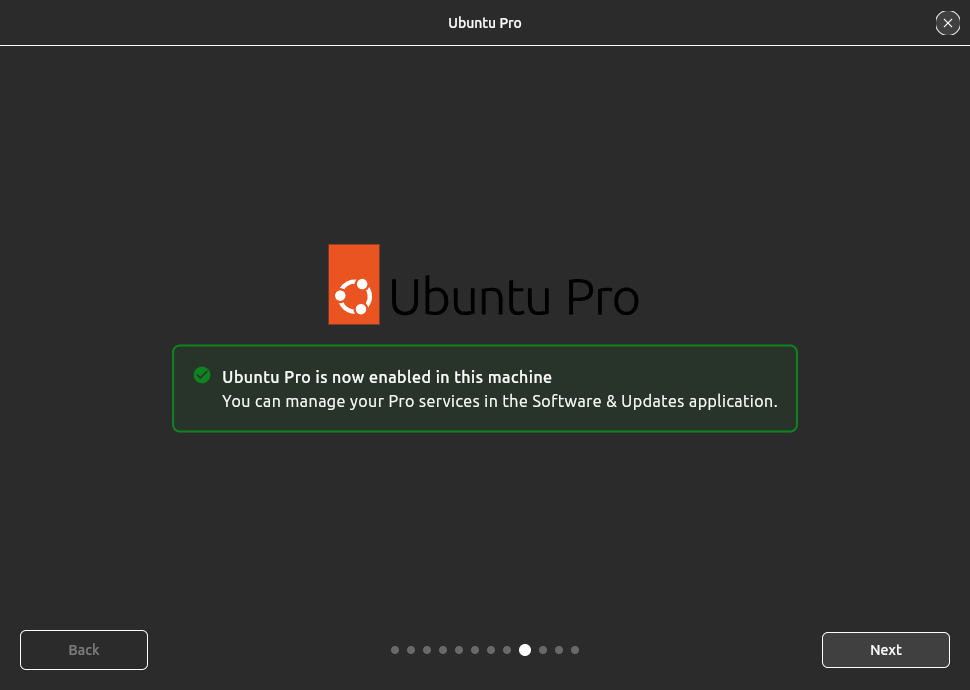 Ubuntu Pro
Ubuntu Pro
Ubuntu Pro is now enabled in this machine
You can manage your Pro services in the Software & Updates application.
Back
Next